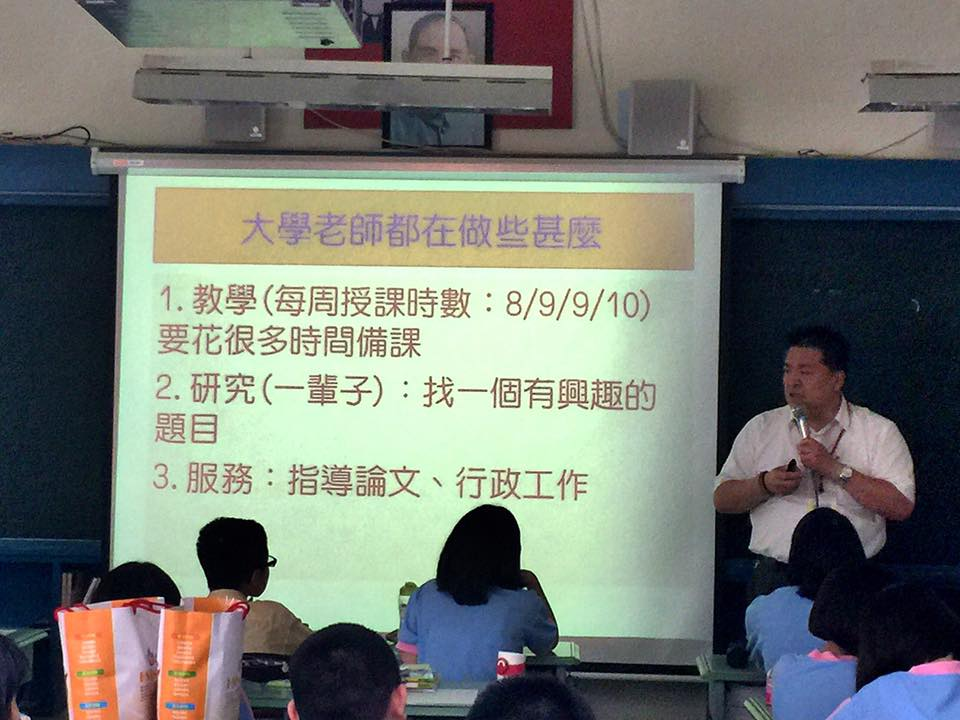 大學老師都在做些甚麼
1. 教學(每周授課時數：8/9/9/10)
要花很多時間備課
2. 研究(一輩子)：找一個有興趣的
題目
3. 服務：指導論文、行政工作